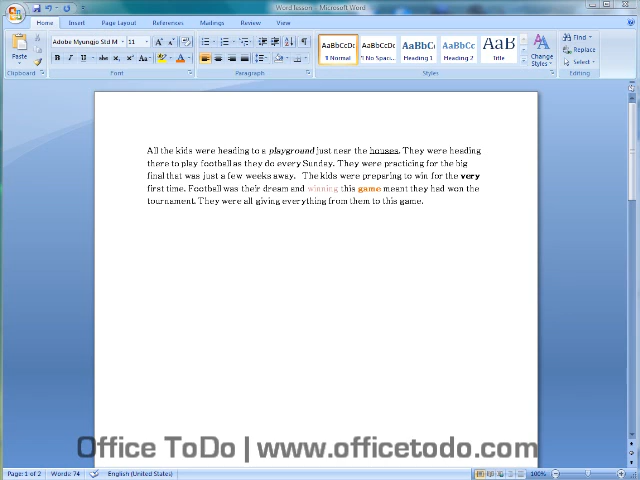 Word lesson - Microsoft Word
Home Insert Page Layout References Mailings Review View
Paste
Adobe Myungjo Std M 11
AaBbCcDc AaBbCcDc AaBbC AaBbCc AaB
¶ Normal ¶ No Spaci... Heading 1 Heading 2 Title
Change Styles
Find
Replace
Select
Clipboard Font Paragraph Styles Editing
All the kids were heading to a playground just near the houses. They were heading
there to play football as they do every Sunday. They were practicing for the big
final that was just a few weeks away. The kids were preparing to win for the very
first time. Football was their dream and winning this game meant they had won the
tournament. They were all giving everything from them to this game.
Office ToDo | www.officetodo.com
Page: 1 of 2 Words: 74 English (United States) 100%